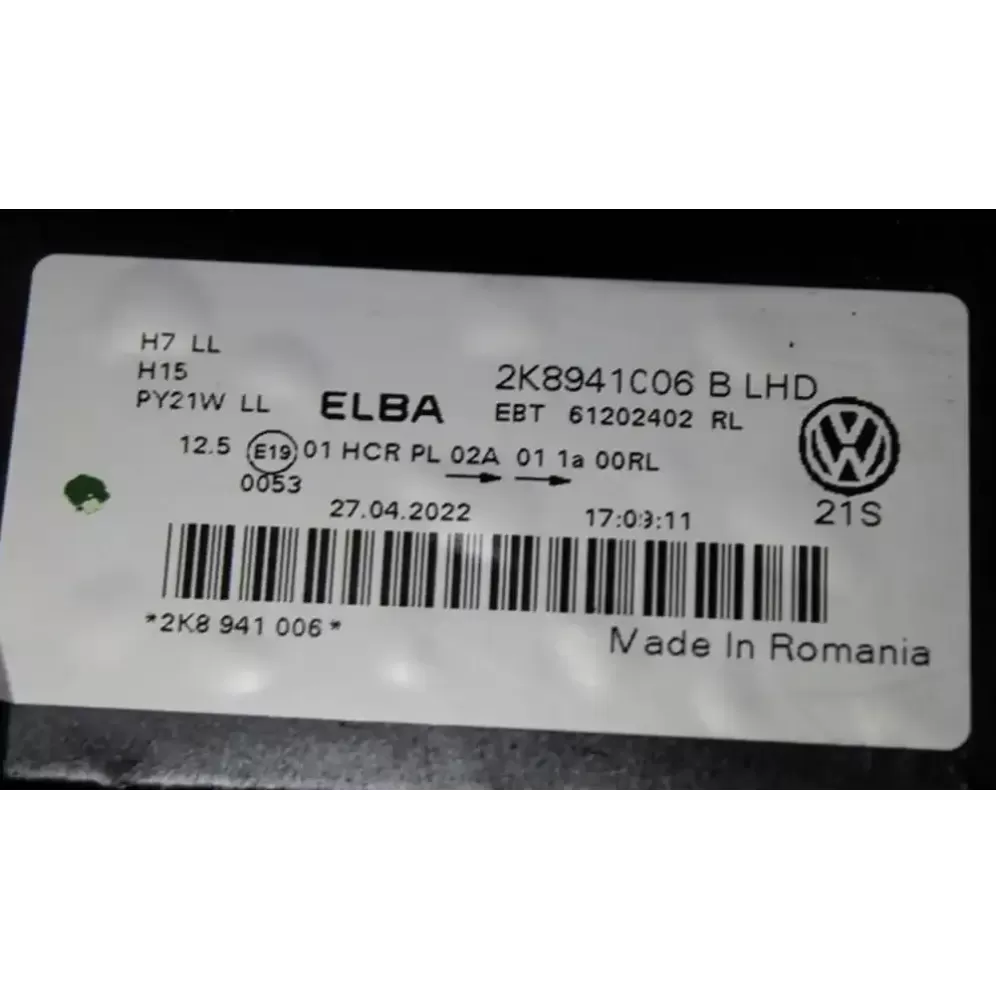 H7 LL
H15
PY21W LL
ELBA
2K8941C06 B LHD
EBT 61202402 RL
12.5 E19 01 HCR PL 02A 01 1a 00RL
0053
27.04.2022 17:09:11
21S
*2K8 941 006*
Made In Romania